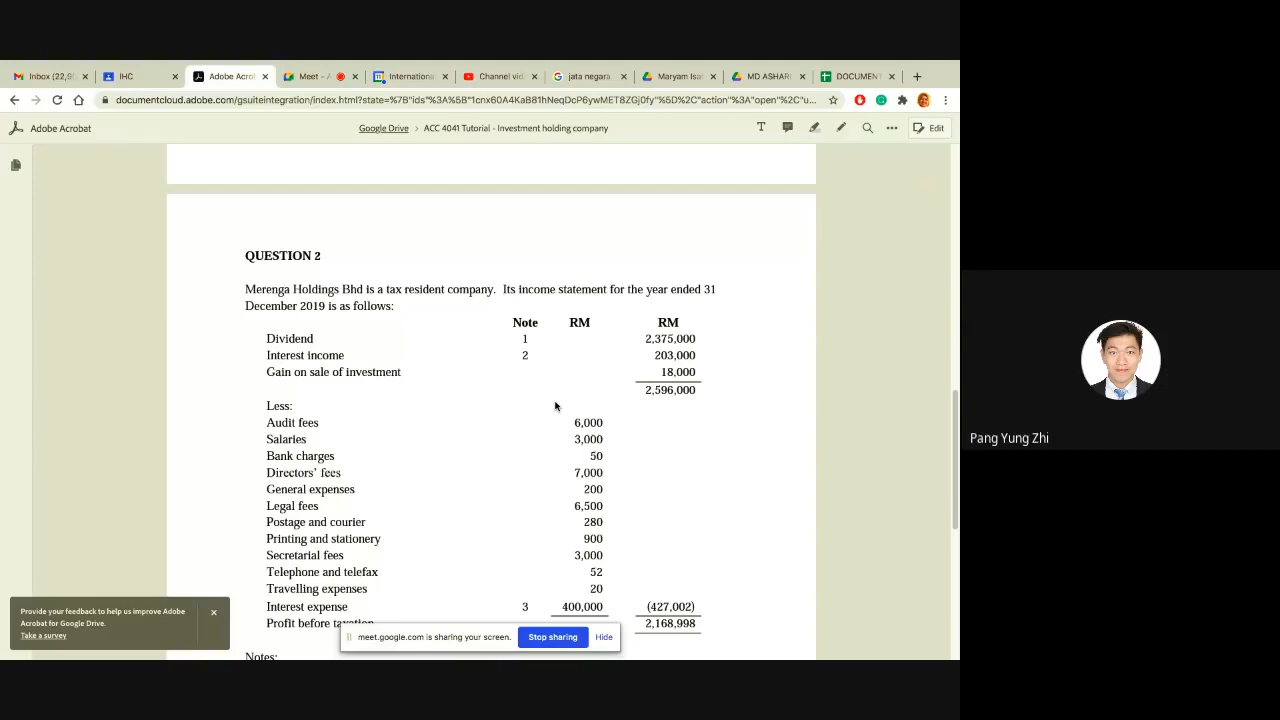 Inbox (22,9
IHC
Adobe Acrol
Meet -
International
Channel vid
jata negara
Maryam Isa
MD ASHAR
DOCUMENT
documentcloud.adobe.com/gsuiteintegration/index.html?state=%7B"ids"%3A%5B"1cnx60A4KaB81hNeqDcP6ywMET8ZGj0fy"%5D%2C"action"%3A"open"%2C"u...
Adobe Acrobat
Google Drive > ACC 4041 Tutorial - Investment holding company
Edit
QUESTION 2
Merenga Holdings Bhd is a tax resident company. Its income statement for the year ended 31
December 2019 is as follows:
Note RM RM
Dividend 1 2,375,000
Interest income 2 203,000
Gain on sale of investment 18,000
2,596,000
Less:
Audit fees 6,000
Salaries 3,000
Bank charges 50
Directors' fees 7,000
General expenses 200
Legal fees 6,500
Postage and courier 280
Printing and stationery 900
Secretarial fees 3,000
Telephone and telefax 52
Travelling expenses 20
Interest expense 3 400,000 (427,002)
Profit before taxation 2,168,998
Notes:
Provide your feedback to help us improve Adobe
Acrobat for Google Drive.
Take a survey
meet.google.com is sharing your screen.
Stop sharing
Hide
Pang Yung Zhi